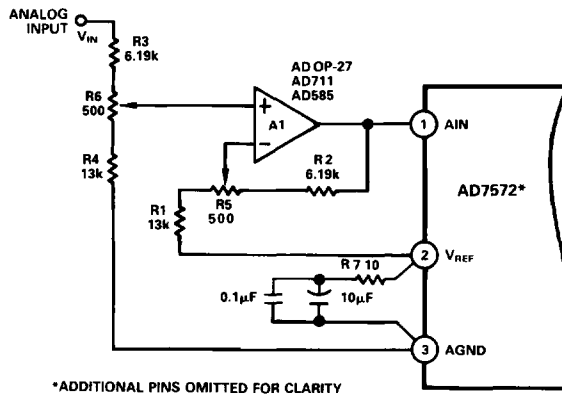 ANALOG
INPUT
VIN
R3
6.19k
R6
500
R4
13k
AD OP-27
AD711
AD585
+
A1
−
R2
6.19k
R5
500
R1
13k
R7 10
0.1µF
10µF
1
AIN
AD7572*
2
VREF
3
AGND
*ADDITIONAL PINS OMITTED FOR CLARITY